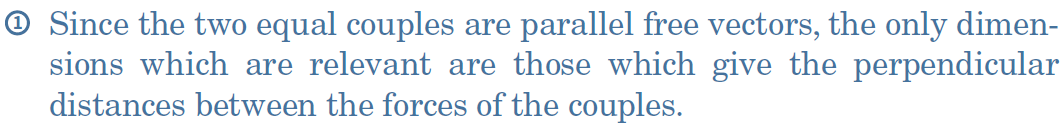 ① Since the two equal couples are parallel free vectors, the only dimen-
sions which are relevant are those which give the perpendicular
distances between the forces of the couples.